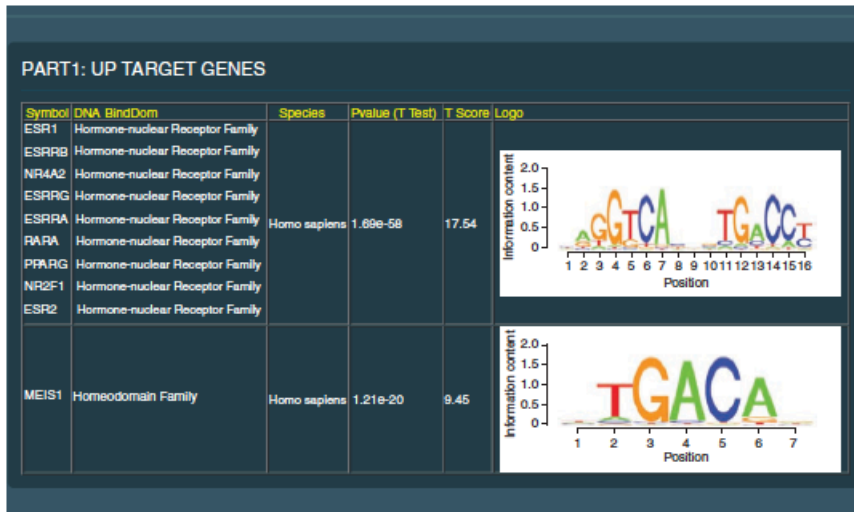 PART1: UP TARGET GENES
Symbol DNA BindDom Species Pvalue (T Test) T Score Logo
ESR1 Hormone-nuclear Receptor Family
ESRRB Hormone-nuclear Receptor Family
NR4A2 Hormone-nuclear Receptor Family
ESRRG Hormone-nuclear Receptor Family
ESRRA Hormone-nuclear Receptor Family
RARA Hormone-nuclear Receptor Family
PPARG Hormone-nuclear Receptor Family
NR2F1 Hormone-nuclear Receptor Family
ESR2 Hormone-nuclear Receptor Family
Homo sapiens 1.69e-58 17.54
Information content
2.0
1.5
1.0
0.5
0
AGGTCA TGACCT
1 2 3 4 5 6 7 8 9 10 11 12 13 14 15 16
Position
MEIS1 Homeodomain Family Homo sapiens 1.21e-20 9.45
Information content
2.0
1.5
1.0
0.5
0
TGACA
1 2 3 4 5 6 7
Position